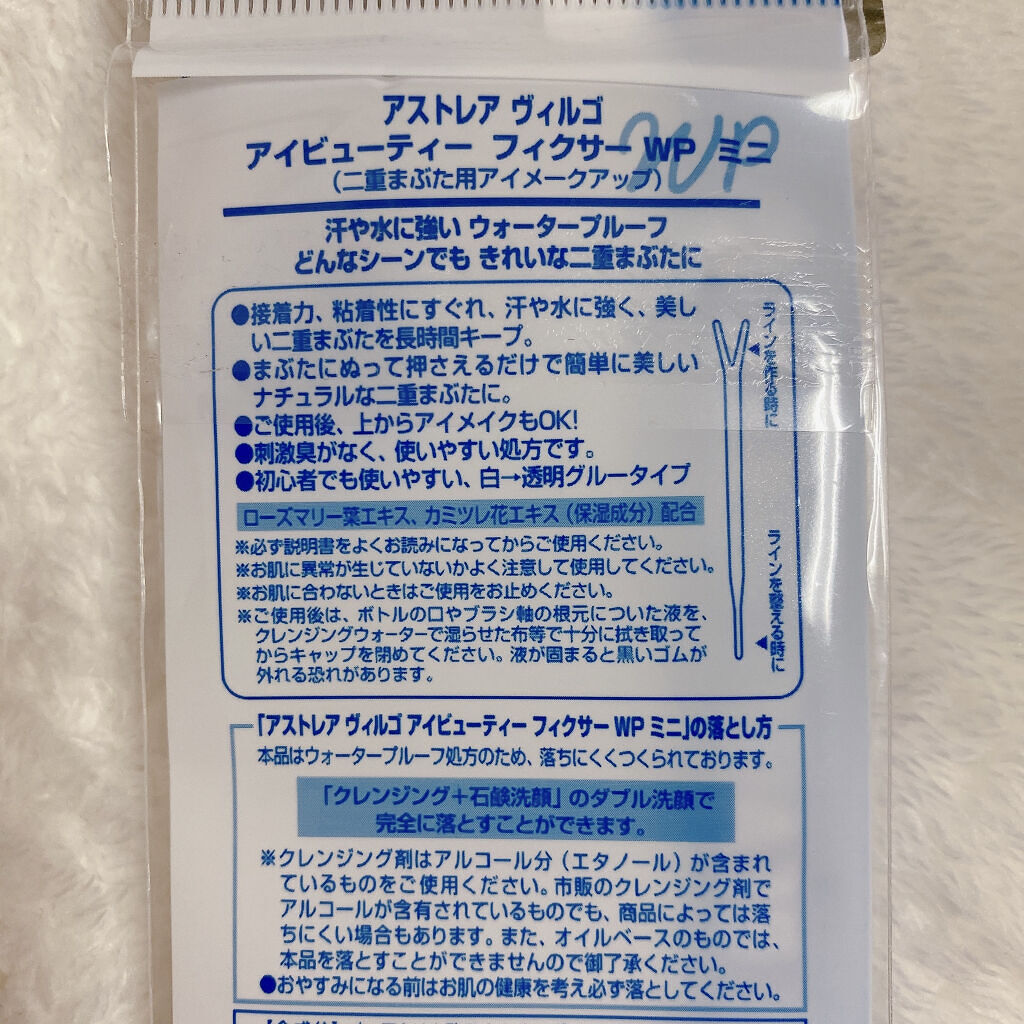 アストレア ヴィルゴ
アイビューティー フィクサー WP ミニ
(二重まぶた用アイメークアップ)
汗や水に強い ウォータープルーフ
どんなシーンでも きれいな二重まぶたに
●接着力、粘着性にすぐれ、汗や水に強く、美し
い二重まぶたを長時間キープ。
●まぶたにぬって押さえるだけで簡単に美しい
ナチュラルな二重まぶたに。
●ご使用後、上からアイメイクもOK!
●刺激臭がなく、使いやすい処方です。
●初心者でも使いやすい、白→透明グルータイプ
ローズマリー葉エキス、カミツレ花エキス(保湿成分)配合
※必ず説明書をよくお読みになってからご使用ください。
※お肌に異常が生じていないかよく注意して使用してください。
※お肌に合わないときはご使用をお止めください。
※ご使用後は、ボトルの口やブラシ軸の根元についた液を、
クレンジングウォーターで湿らせた布等で十分に拭き取って
からキャップを閉めてください。液が固まると黒いゴムが
外れる恐れがあります。
ラインを作る時に
ラインを整える時に
「アストレア ヴィルゴ アイビューティー フィクサー WP ミニ」の落とし方
本品はウォータープルーフ処方のため、落ちにくくつくられております。
「クレンジング+石鹸洗顔」のダブル洗顔で
完全に落とすことができます。
※クレンジング剤はアルコール分(エタノール)が含まれ
ているものをご使用ください。市販のクレンジング剤で
アルコールが含有されているものでも、商品によっては落
ちにくい場合もあります。また、オイルベースのものでは、
本品を落とすことができませんので御了承ください。
●おやすみになる前はお肌の健康を考え必ず落としてください。